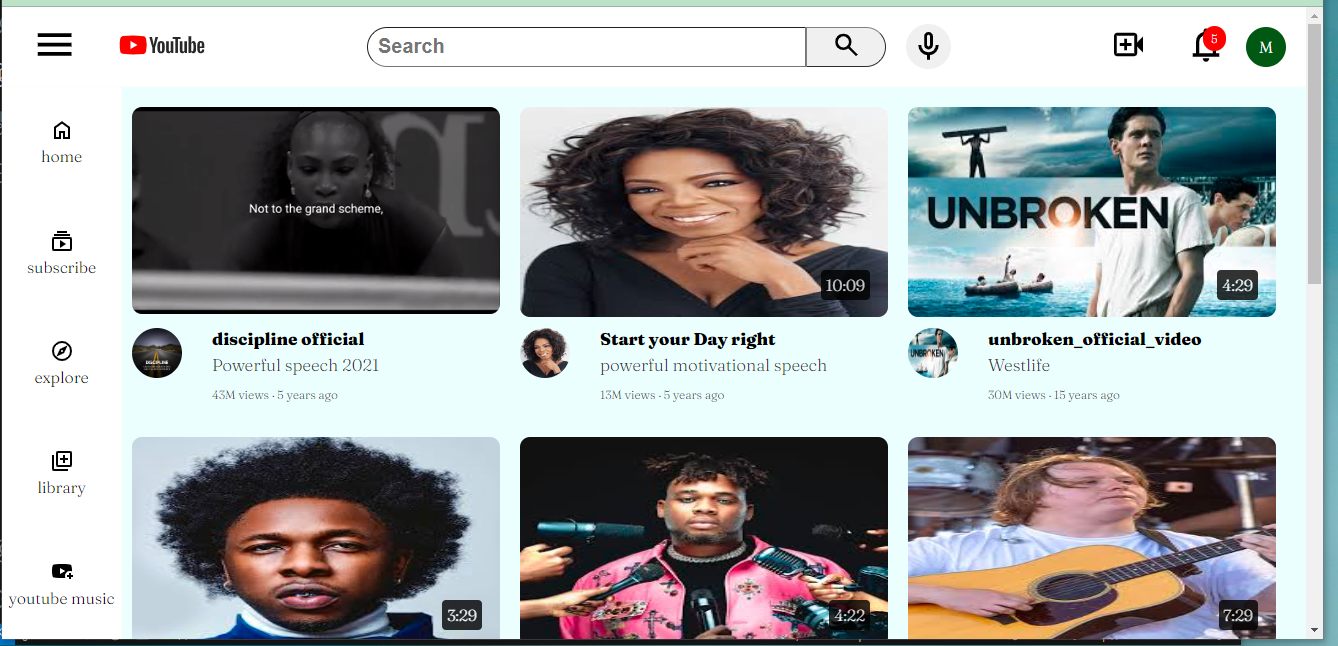 YouTube
Search
5
M
home
subscribe
explore
library
youtube music
Not to the grand scheme,
10:09
UNBROKEN
4:29
discipline official
Powerful speech 2021
43M views · 5 years ago
Start your Day right
powerful motivational speech
13M views · 5 years ago
UNBROKEN
unbroken_official_video
Westlife
30M views · 15 years ago
DISCIPLINE
3:29
4:22
7:29